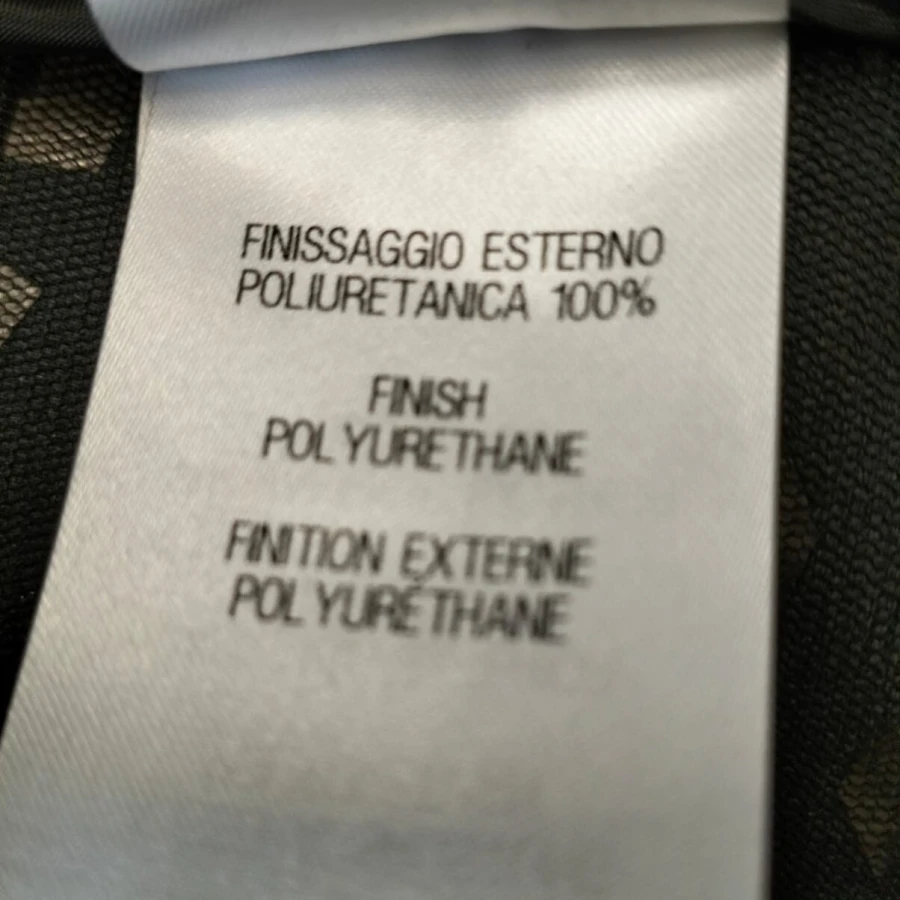 FINISSAGGIO ESTERNO
POLIURETANICA 100%
FINISH
POLYURETHANE
FINITION EXTERNE
POLYURÉTHANE